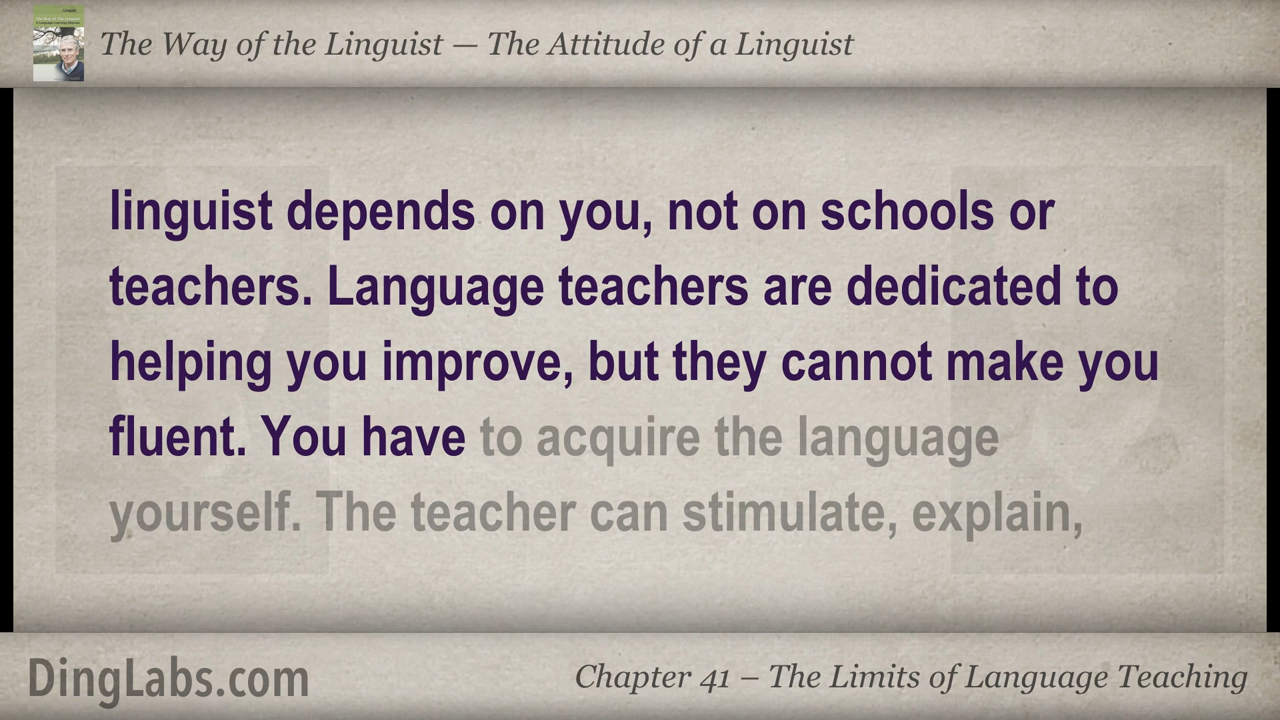 The Way of the Linguist — The Attitude of a Linguist
linguist depends on you, not on schools or
teachers. Language teachers are dedicated to
helping you improve, but they cannot make you
fluent. You have to acquire the language
yourself. The teacher can stimulate, explain,
DingLabs.com
Chapter 41 – The Limits of Language Teaching